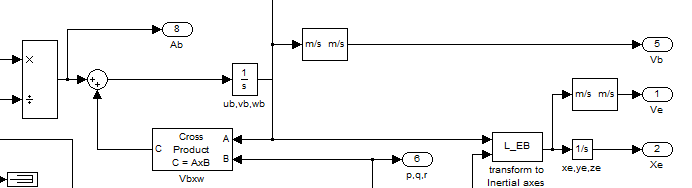 8
Ab
×
÷
+
+
1
s
ub,vb,wb
m/s m/s
5
Vb
m/s m/s
1
Ve
Cross
Product
C = AxB
A
B
C
Vbxw
6
p,q,r
L_EB
transform to
Inertial axes
1/s
xe,ye,ze
2
Xe